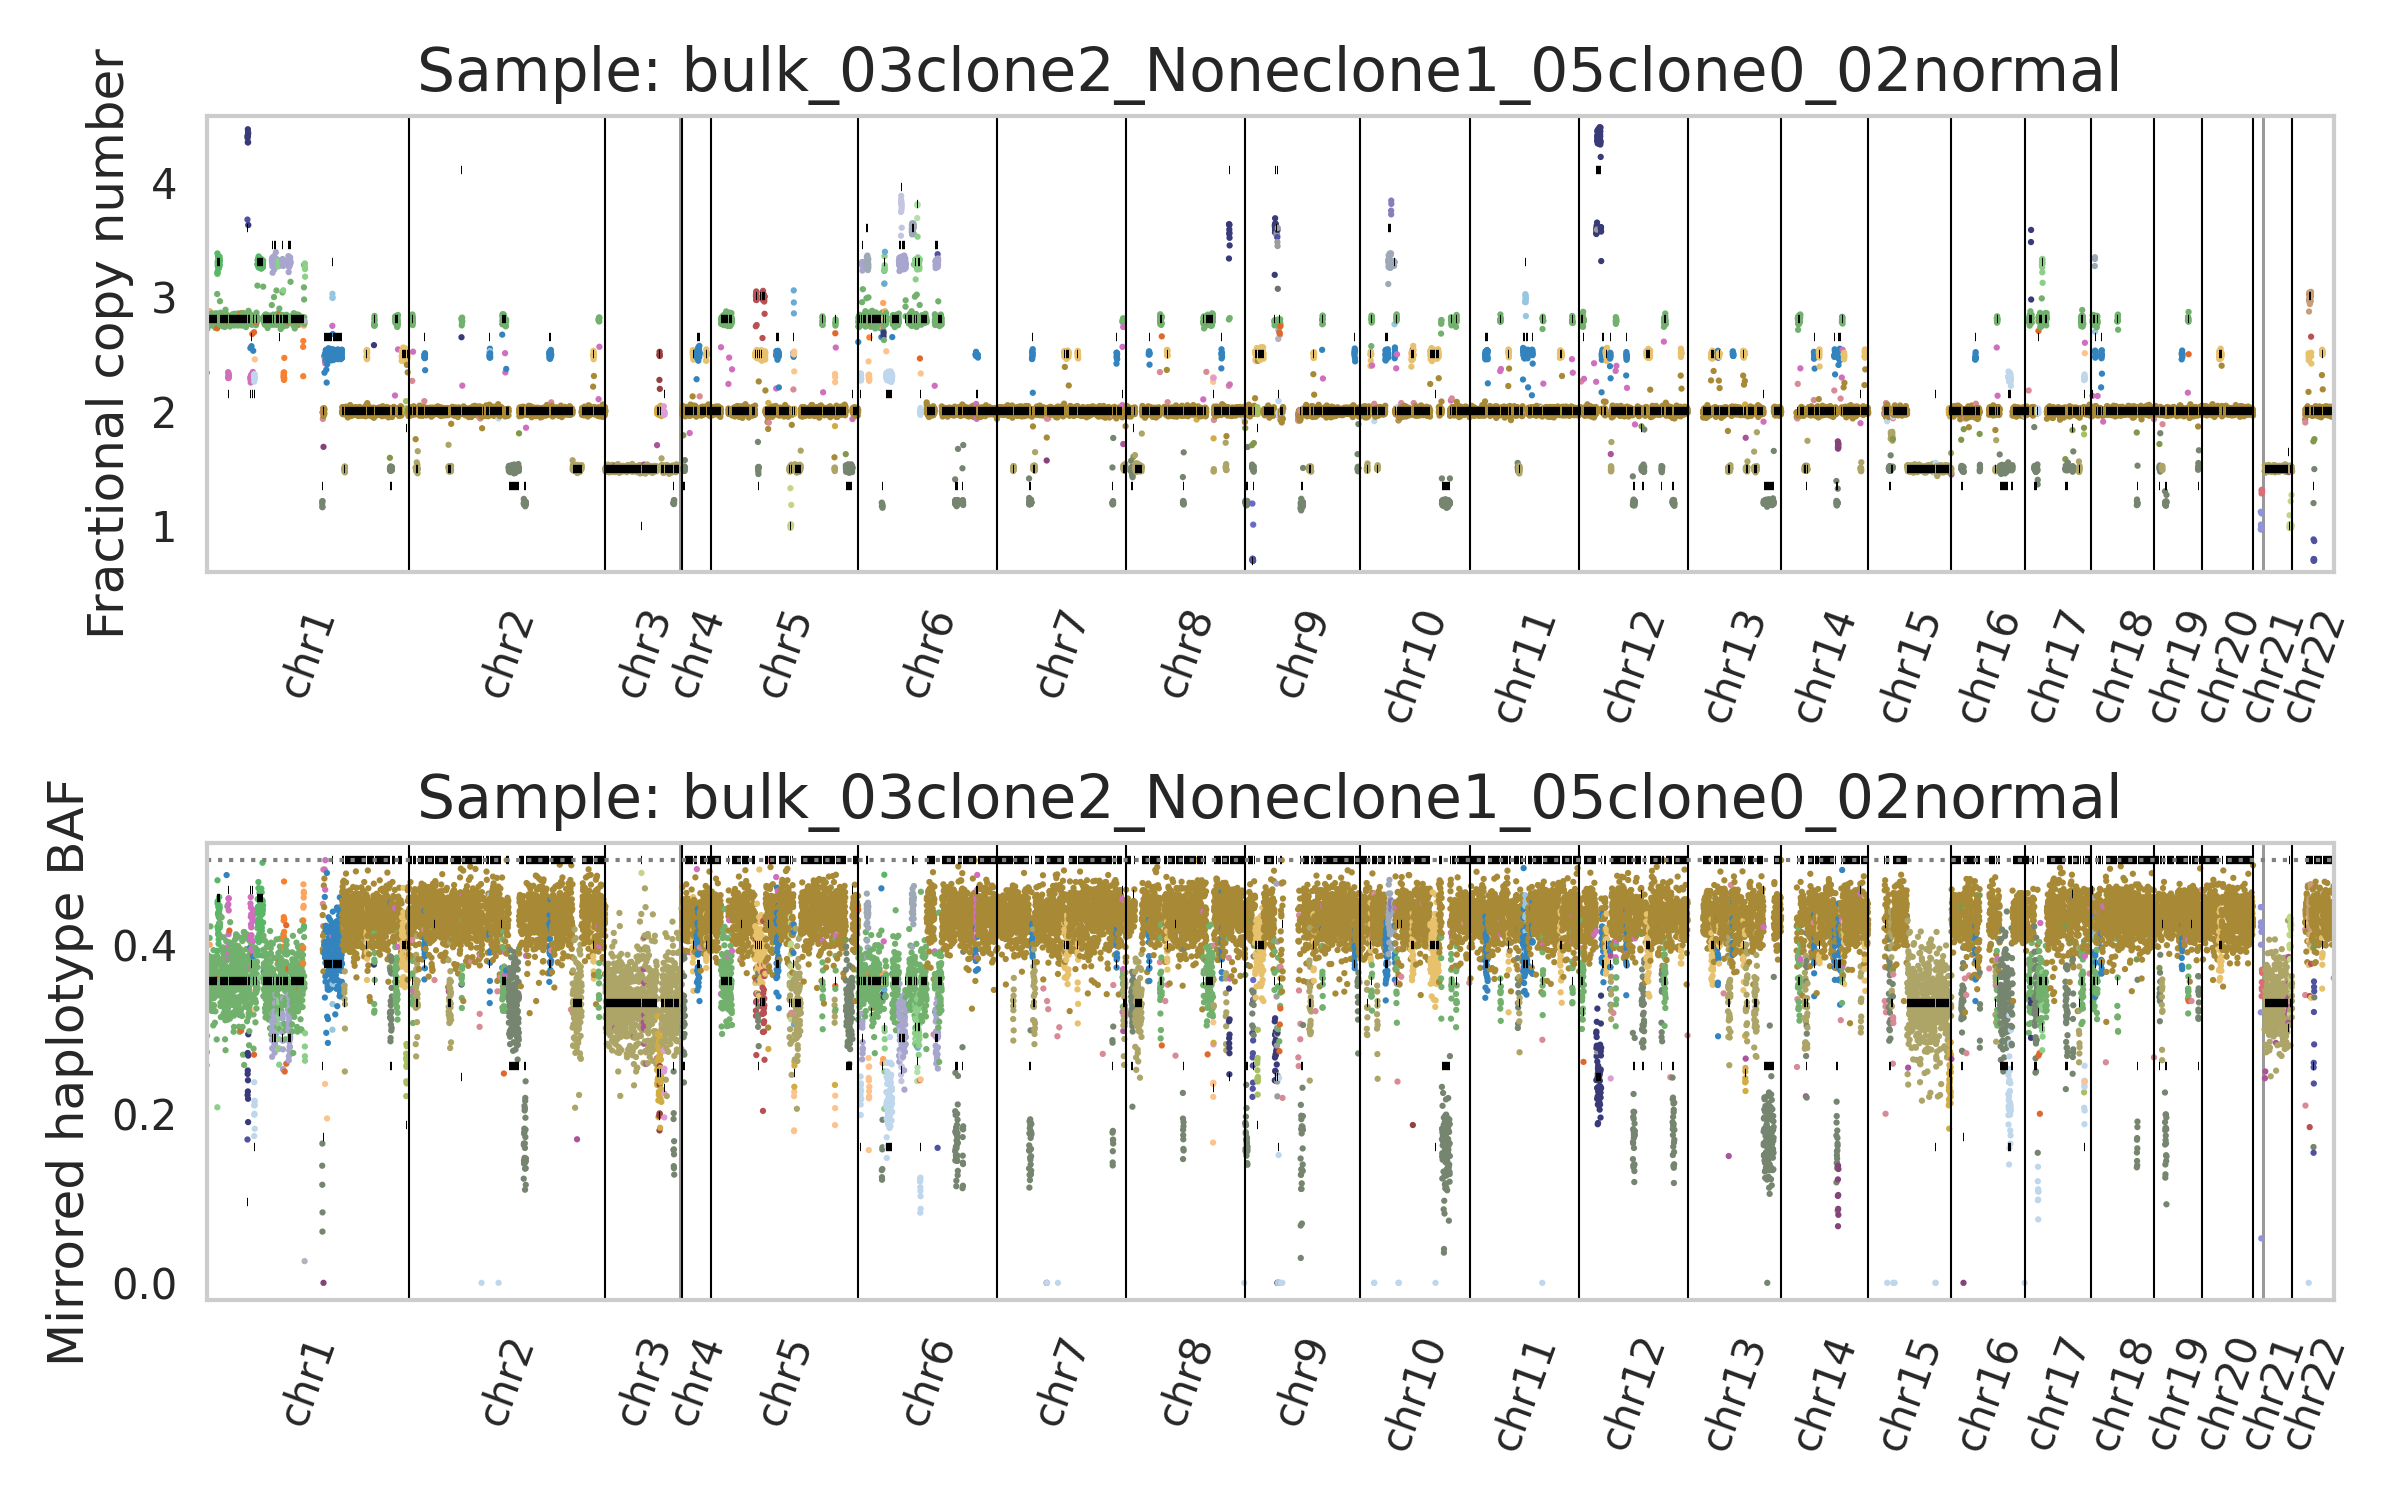 Sample: bulk_03clone2_Noneclone1_05clone0_02normal
Fractional copy number
4
3
2
1
chr1 chr2 chr3 chr4 chr5 chr6 chr7 chr8 chr9 chr10 chr11 chr12 chr13 chr14 chr15 chr16 chr17 chr18 chr19 chr20 chr21 chr22
Sample: bulk_03clone2_Noneclone1_05clone0_02normal
Mirrored haplotype BAF
0.4
0.2
0.0
chr1 chr2 chr3 chr4 chr5 chr6 chr7 chr8 chr9 chr10 chr11 chr12 chr13 chr14 chr15 chr16 chr17 chr18 chr19 chr20 chr21 chr22